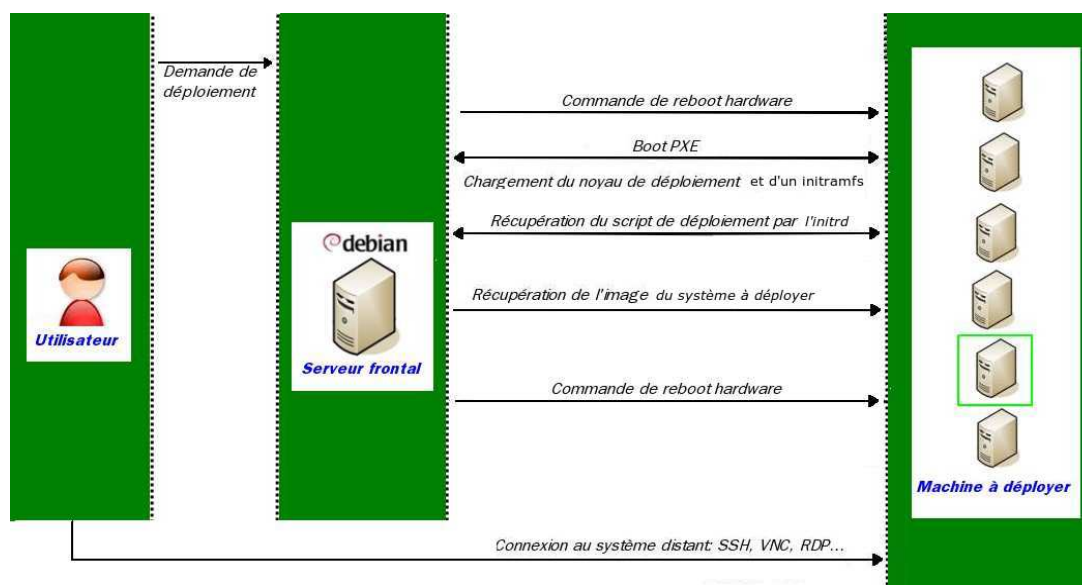 Demande de
déploiement
Commande de reboot hardware
Boot PXE
Chargement du noyau de déploiement et d'un initramfs
Récupération du script de déploiement par l'initrd
debian
Récupération de l'image du système à déployer
Utilisateur
Serveur frontal
Commande de reboot hardware
Machine à déployer
Connexion au système distant: SSH, VNC, RDP...